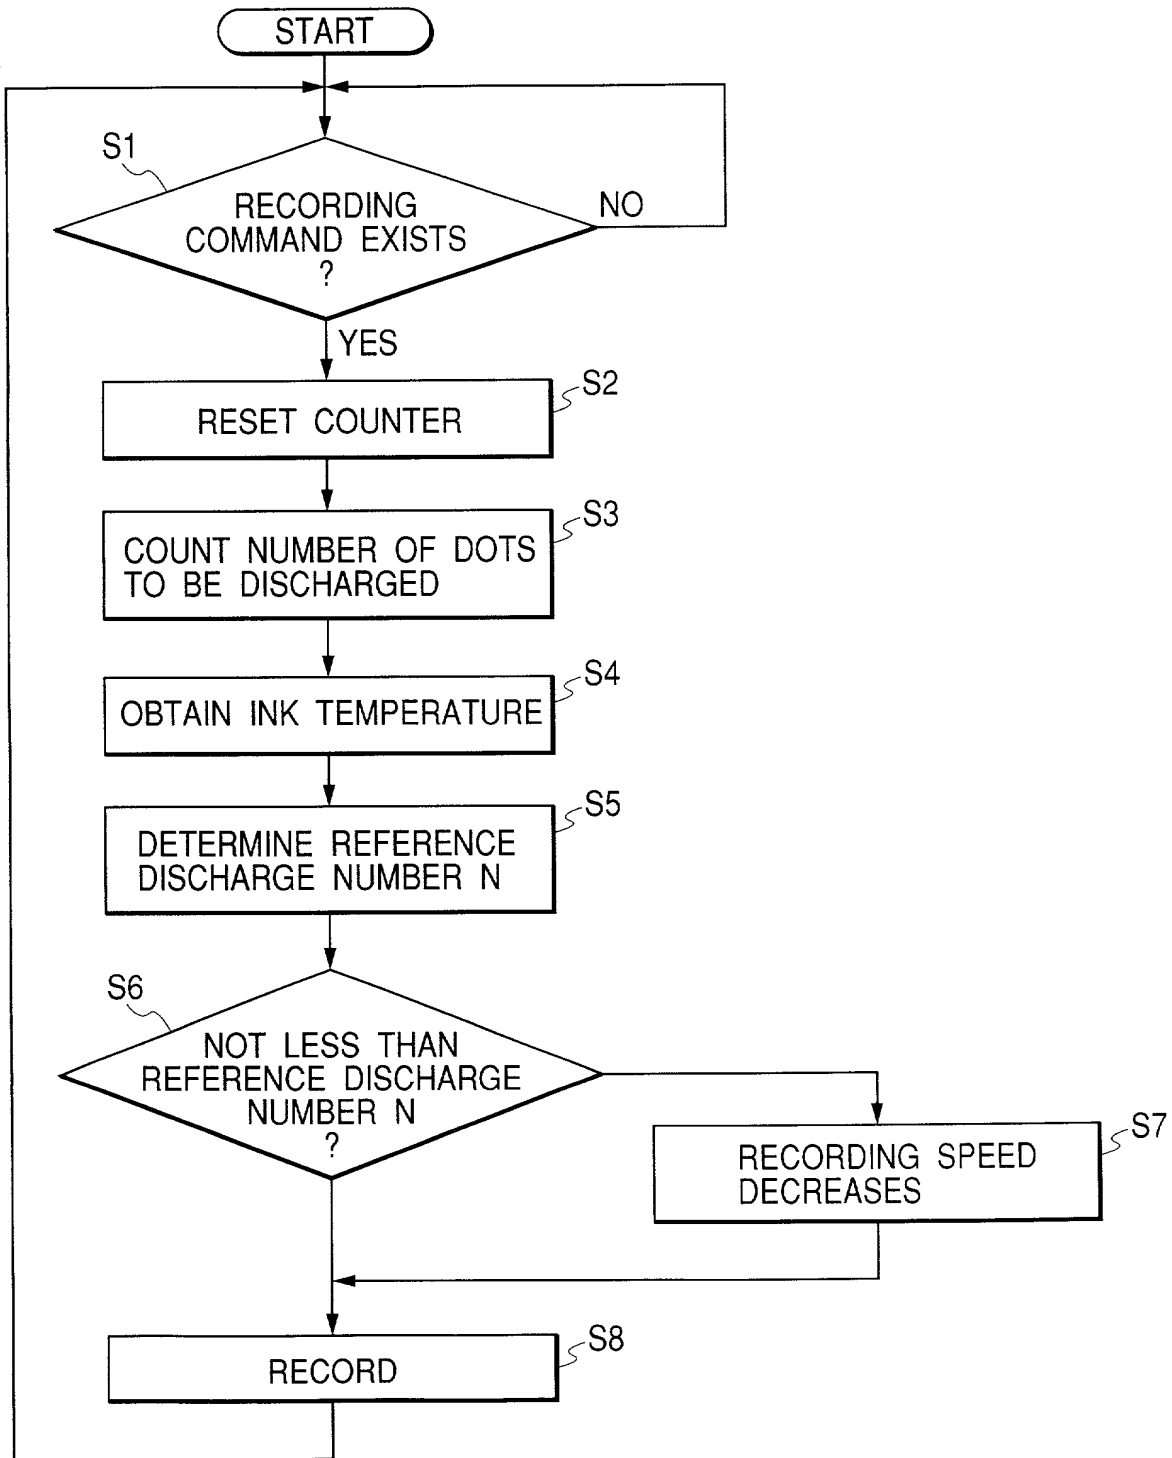 START
S1
RECORDING
COMMAND EXISTS
?
NO
YES
S2
RESET COUNTER
S3
COUNT NUMBER OF DOTS
TO BE DISCHARGED
S4
OBTAIN INK TEMPERATURE
S5
DETERMINE REFERENCE
DISCHARGE NUMBER N
S6
NOT LESS THAN
REFERENCE DISCHARGE
NUMBER N
?
S7
RECORDING SPEED
DECREASES
S8
RECORD